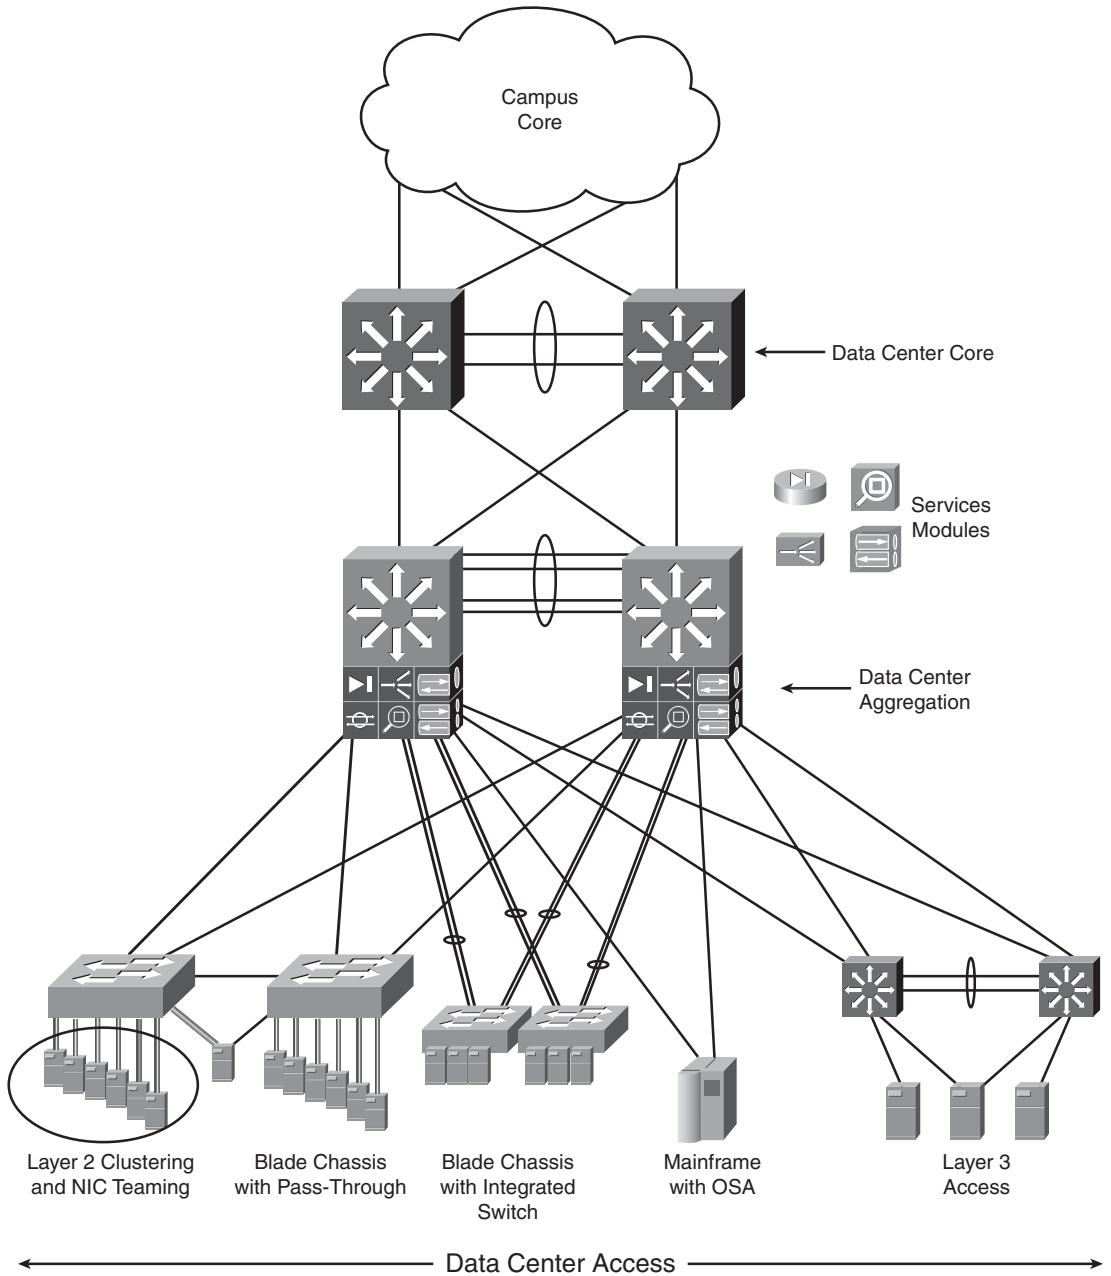 Campus
Core
Data Center Core
Services
Modules
Data Center
Aggregation
Layer 2 Clustering
and NIC Teaming
Blade Chassis
with Pass-Through
Blade Chassis
with Integrated
Switch
Mainframe
with OSA
Layer 3
Access
Data Center Access